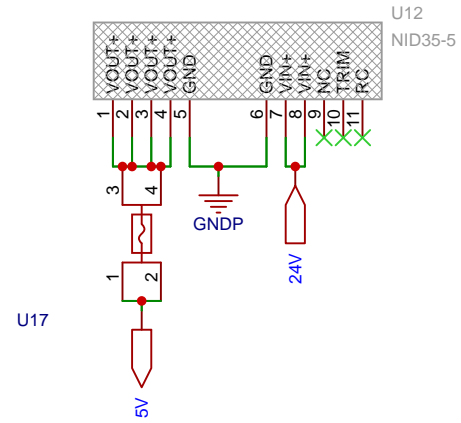 U12
NID35-5
VOUT+
VOUT+
VOUT+
VOUT+
GND
GND
VIN+
VIN+
NC
TRIM
RC
1
2
3
4
5
6
7
8
9
10
11
3
4
GNDP
24V
1
2
U17
5V